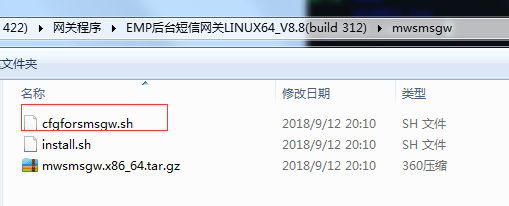 422) 网关程序 EMP后台短信网关LINUX64_V8.8(build 312) mwsmsgw
文件夹
名称 修改日期 类型
cfgforsmsgw.sh 2018/9/12 20:10 SH 文件
install.sh 2018/9/12 20:10 SH 文件
mwsmsgw.x86_64.tar.gz 2018/9/12 20:10 360压缩